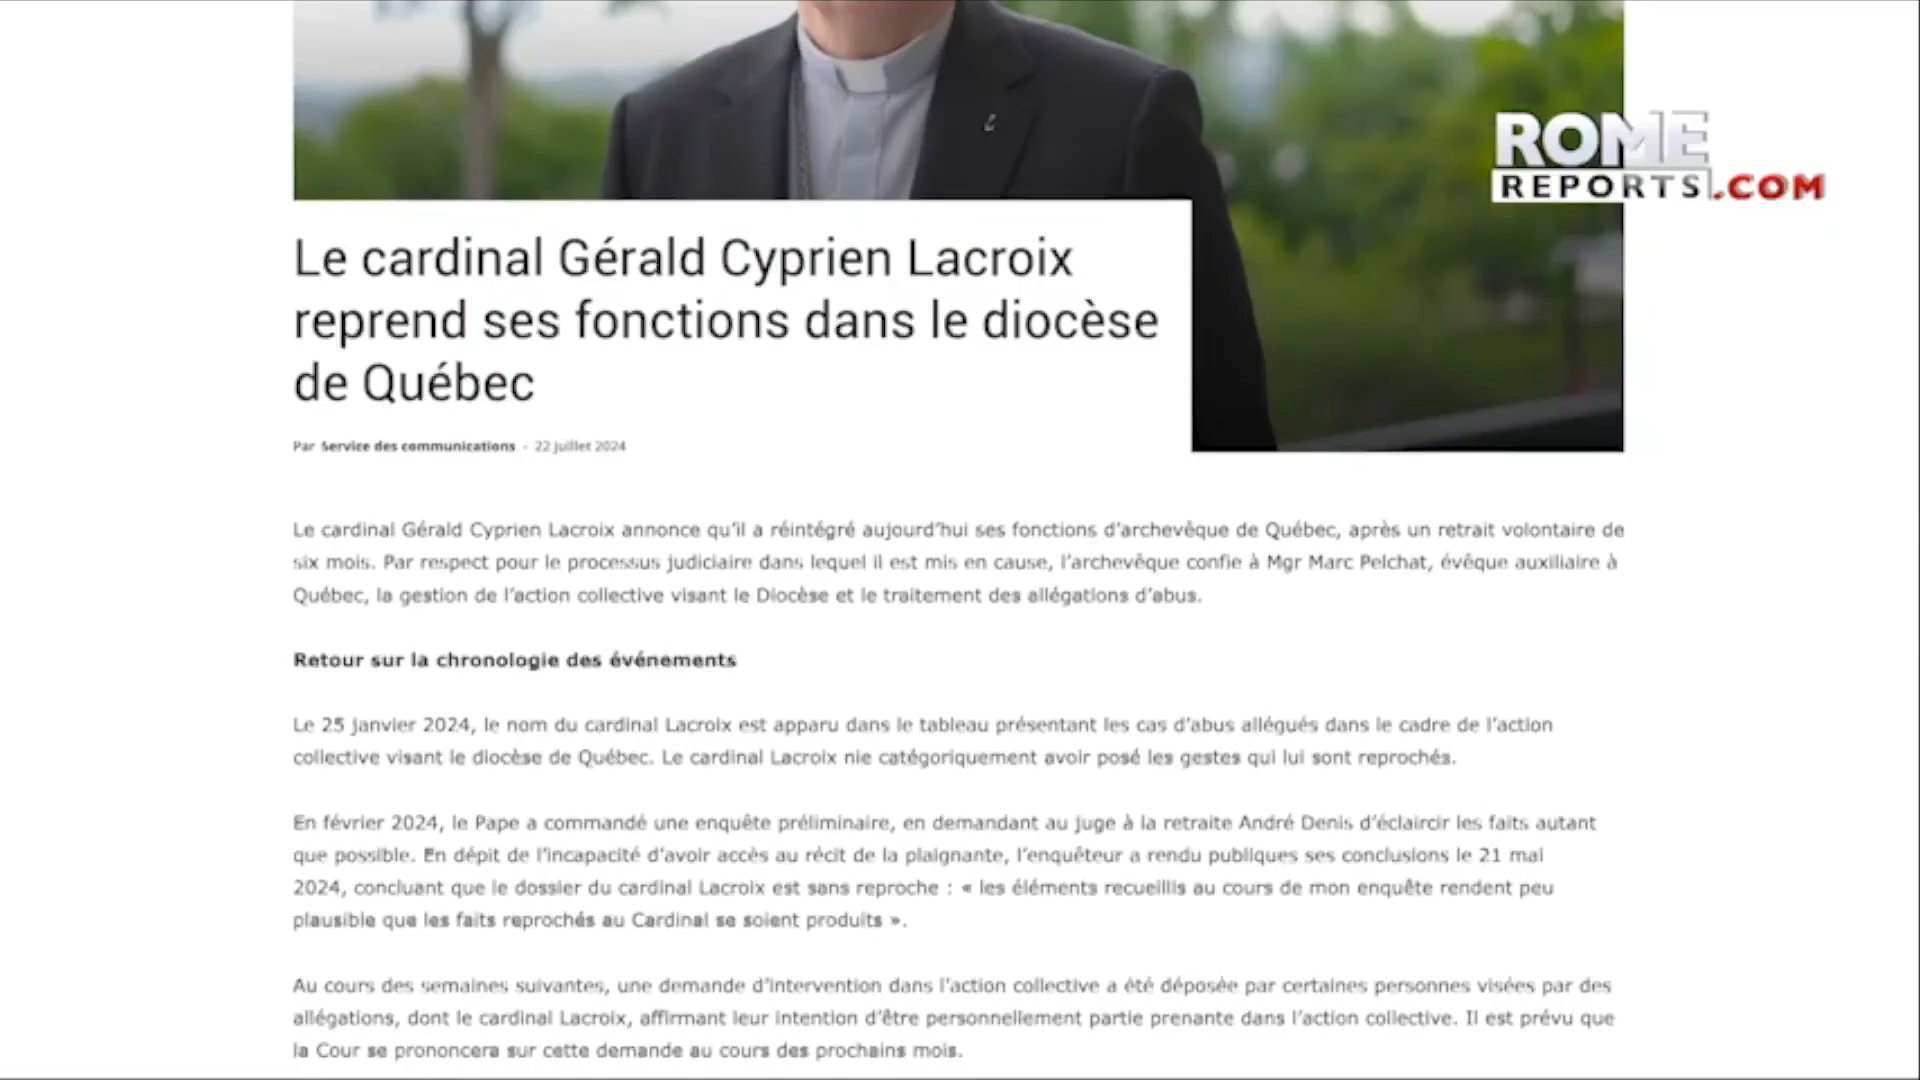 ROME
REPORTS.COM
Le cardinal Gérald Cyprien Lacroix
reprend ses fonctions dans le diocèse
de Québec
Par Service des communications - 22 juillet 2024
Le cardinal Gérald Cyprien Lacroix annonce qu’il a réintégré aujourd’hui ses fonctions d’archevêque de Québec, après un retrait volontaire de
six mois. Par respect pour le processus judiciaire dans lequel il est mis en cause, l’archevêque confie à Mgr Marc Pelchat, évêque auxiliaire à
Québec, la gestion de l’action collective visant le Diocèse et le traitement des allégations d’abus.
Retour sur la chronologie des événements
Le 25 janvier 2024, le nom du cardinal Lacroix est apparu dans le tableau présentant les cas d’abus allégués dans le cadre de l’action
collective visant le diocèse de Québec. Le cardinal Lacroix nie catégoriquement avoir posé les gestes qui lui sont reprochés.
En février 2024, le Pape a commandé une enquête préliminaire, en demandant au juge à la retraite André Denis d’éclaircir les faits autant
que possible. En dépit de l’incapacité d’avoir accès au récit de la plaignante, l’enquêteur a rendu publiques ses conclusions le 21 mai
2024, concluant que le dossier du cardinal Lacroix est sans reproche : « les éléments recueillis au cours de mon enquête rendent peu
plausible que les faits reprochés au Cardinal se soient produits ».
Au cours des semaines suivantes, une demande d’intervention dans l’action collective a été déposée par certaines personnes visées par des
allégations, dont le cardinal Lacroix, affirmant leur intention d’être personnellement partie prenante dans l’action collective. Il est prévu que
la Cour se prononcera sur cette demande au cours des prochains mois.